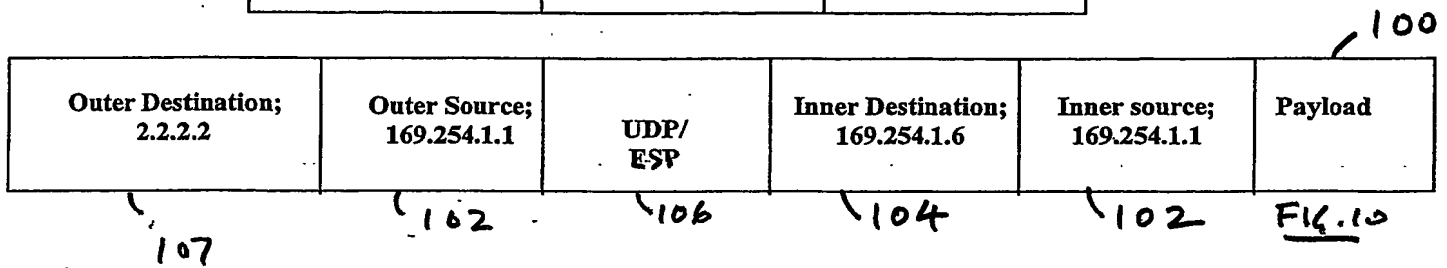 100
Outer Destination; Outer Source; UDP/ Inner Destination; Inner source; Payload
2.2.2.2 169.254.1.1 ESP 169.254.1.6 169.254.1.1
107 102 106 104 102 FIG.10